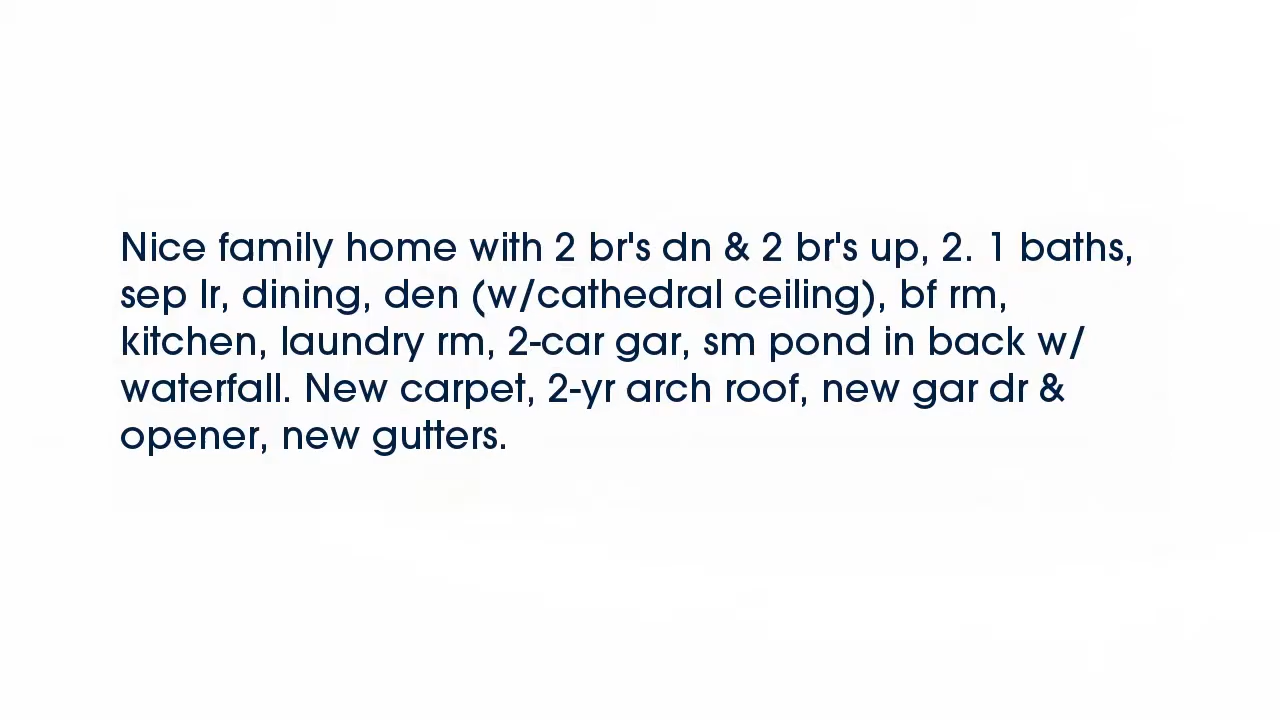 Nice family home with 2 br's dn & 2 br's up, 2. 1 baths,
sep lr, dining, den (w/cathedral ceiling), bf rm,
kitchen, laundry rm, 2-car gar, sm pond in back w/
waterfall. New carpet, 2-yr arch roof, new gar dr &
opener, new gutters.